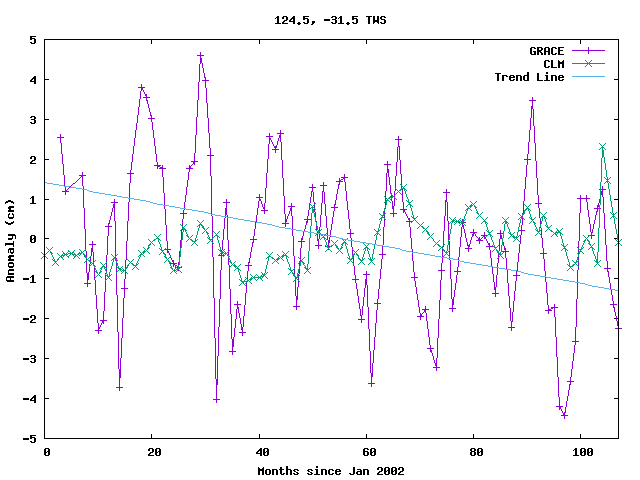 124.5, -31.5 TWS
GRACE
CLM
Trend Line
5
4
3
2
1
0
-1
-2
-3
-4
-5
Anomaly (cm)
0 20 40 60 80 100
Months since Jan 2002